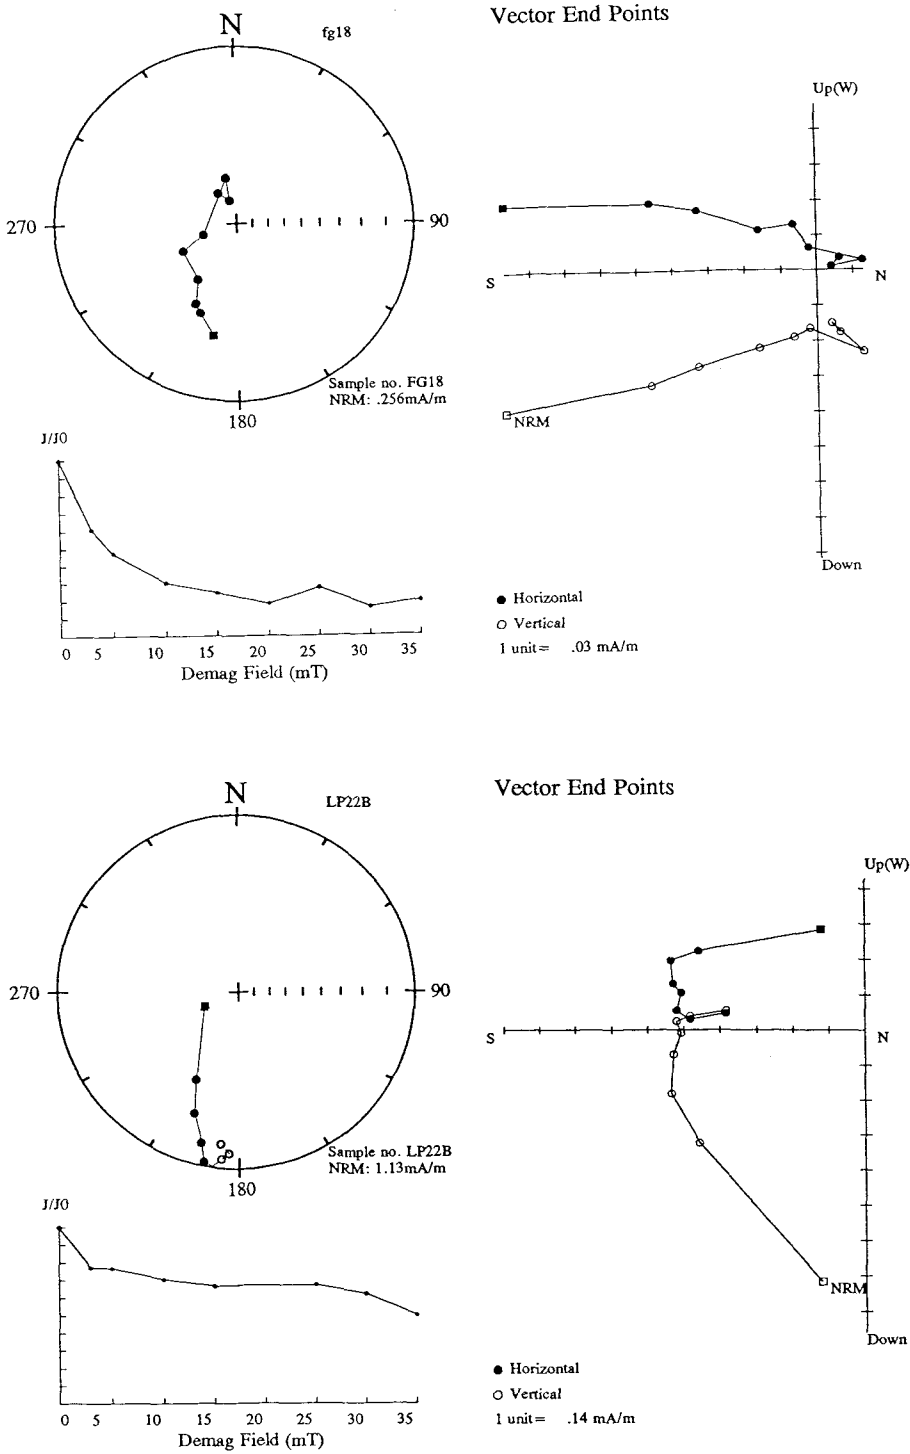 Vector End Points
N
fg18
Up(W)
270
90
S
N
Sample no. FG18
NRM: .256mA/m
180
NRM
J/J0
Down
● Horizontal
○ Vertical
1 unit= .03 mA/m
0 5 10 15 20 25 30 35
Demag Field (mT)
Vector End Points
N
LP22B
Up(W)
270
90
S
N
Sample no. LP22B
NRM: 1.13mA/m
180
J/J0
NRM
Down
● Horizontal
○ Vertical
1 unit= .14 mA/m
0 5 10 15 20 25 30 35
Demag Field (mT)